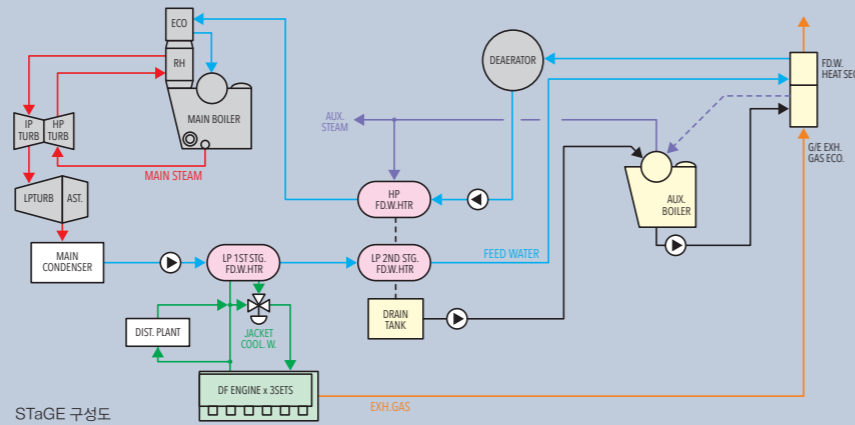 ECO
RH
MAIN BOILER
IP
TURB
HP
TURB
MAIN STEAM
LPTURB
AST.
MAIN
CONDENSER
DEAERATOR
AUX.
STEAM
HP
FD.W.HTR
LP 1ST STG.
FD.W.HTR
LP 2ND STG.
FD.W.HTR
FEED WATER
DRAIN
TANK
DIST. PLANT
JACKET
COOL. W.
DF ENGINE x 3SETS
EXH.GAS
AUX.
BOILER
FD.W.
HEAT SEC
G/E EXH.
GAS ECO.
STaGE 구성도